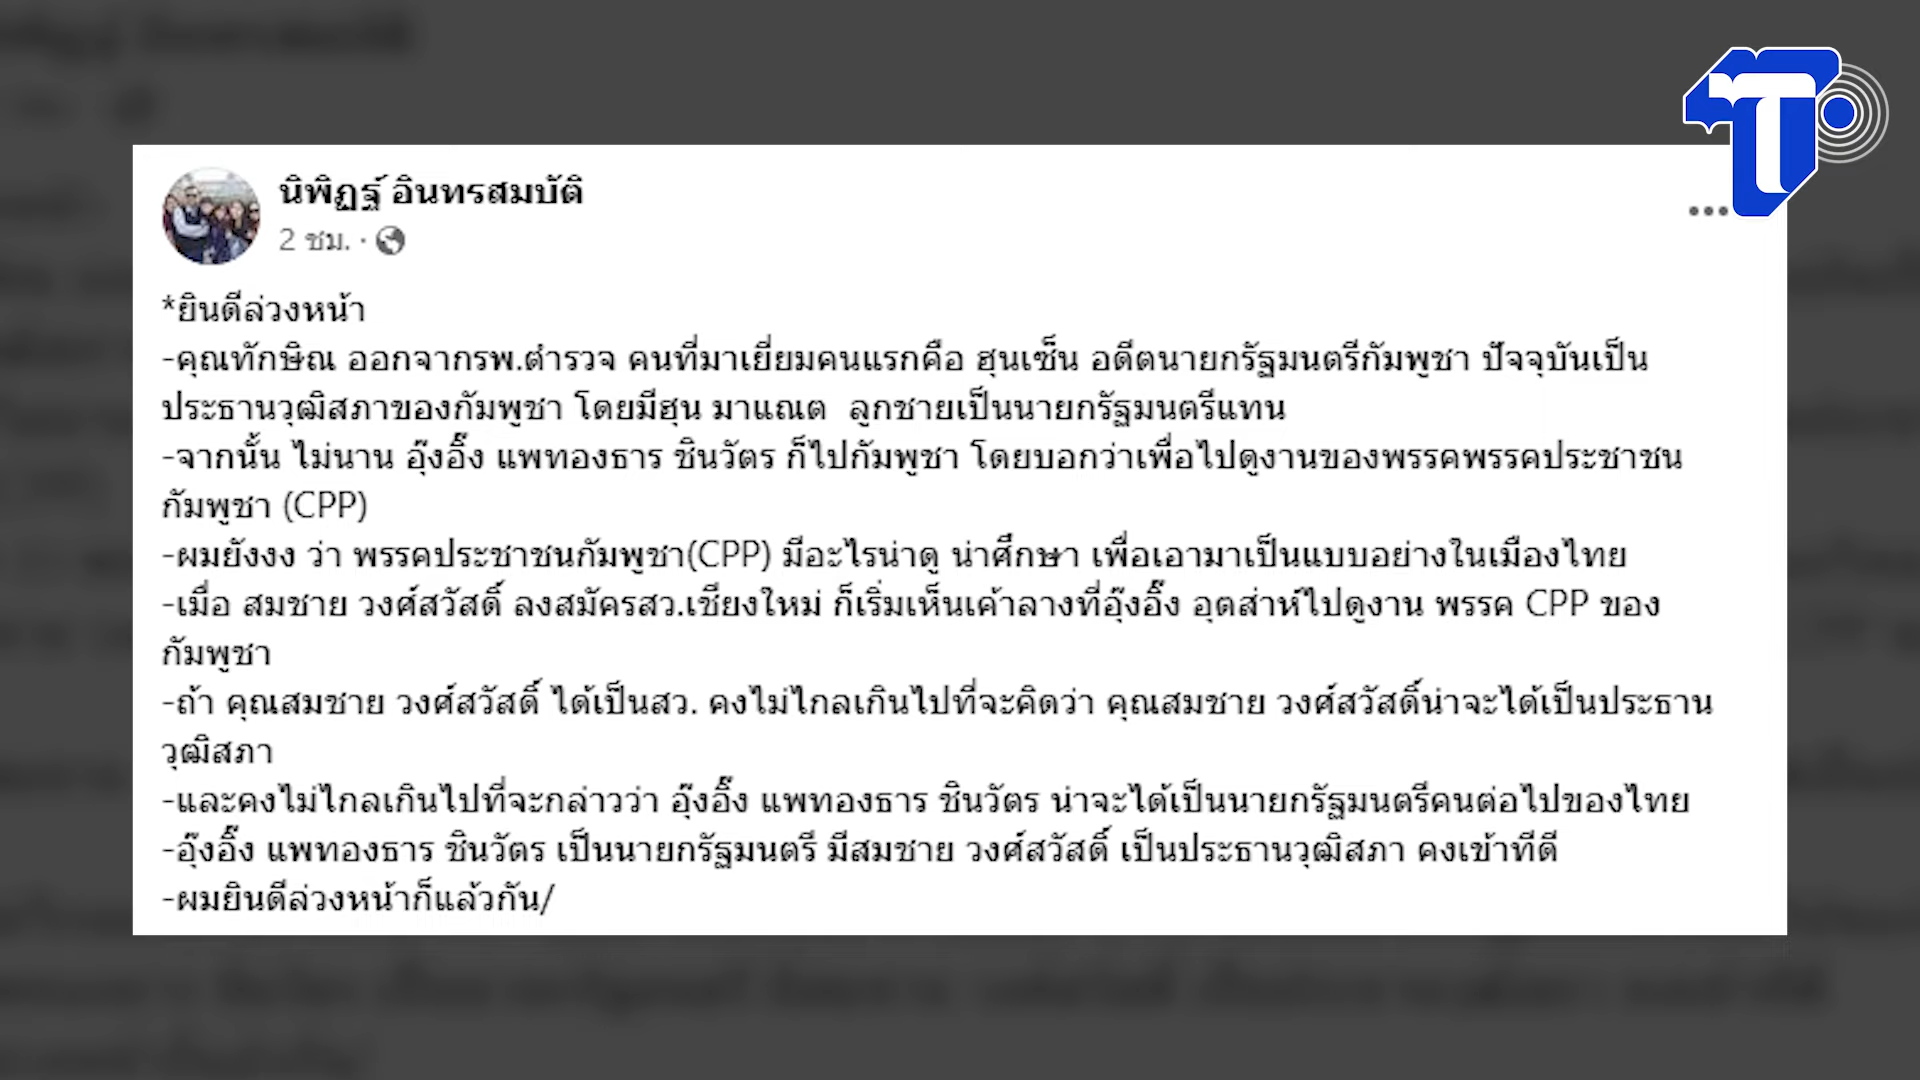 นิพิฏฐ์ อินทรสมบัติ
2 ชม. ·
*ยินดีล่วงหน้า
-คุณทักษิณ ออกจากรพ.ตำรวจ คนที่มาเยี่ยมคนแรกคือ ฮุนเซ็น อดีตนายกรัฐมนตรีกัมพูชา ปัจจุบันเป็น
ประธานวุฒิสภาของกัมพูชา โดยมีฮุน มาแณต ลูกชายเป็นนายกรัฐมนตรีแทน
-จากนั้น ไม่นาน อุ๊งอิ๊ง แพทองธาร ชินวัตร ก็ไปกัมพูชา โดยบอกว่าเพื่อไปดูงานของพรรคพรรคประชาชน
กัมพูชา (CPP)
-ผมยังงง ว่า พรรคประชาชนกัมพูชา(CPP) มีอะไรน่าดู น่าศึกษา เพื่อเอามาเป็นแบบอย่างในเมืองไทย
-เมื่อ สมชาย วงศ์สวัสดิ์ ลงสมัครสว.เชียงใหม่ ก็เริ่มเห็นเค้าลางที่อุ๊งอิ๊ง อุตส่าห์ไปดูงาน พรรค CPP ของ
กัมพูชา
-ถ้า คุณสมชาย วงศ์สวัสดิ์ ได้เป็นสว. คงไม่ไกลเกินไปที่จะคิดว่า คุณสมชาย วงศ์สวัสดิ์น่าจะได้เป็นประธาน
วุฒิสภา
-และคงไม่ไกลเกินไปที่จะกล่าวว่า อุ๊งอิ๊ง แพทองธาร ชินวัตร น่าจะได้เป็นนายกรัฐมนตรีคนต่อไปของไทย
-อุ๊งอิ๊ง แพทองธาร ชินวัตร เป็นนายกรัฐมนตรี มีสมชาย วงศ์สวัสดิ์ เป็นประธานวุฒิสภา คงเข้าทีดี
-ผมยินดีล่วงหน้าก็แล้วกัน/